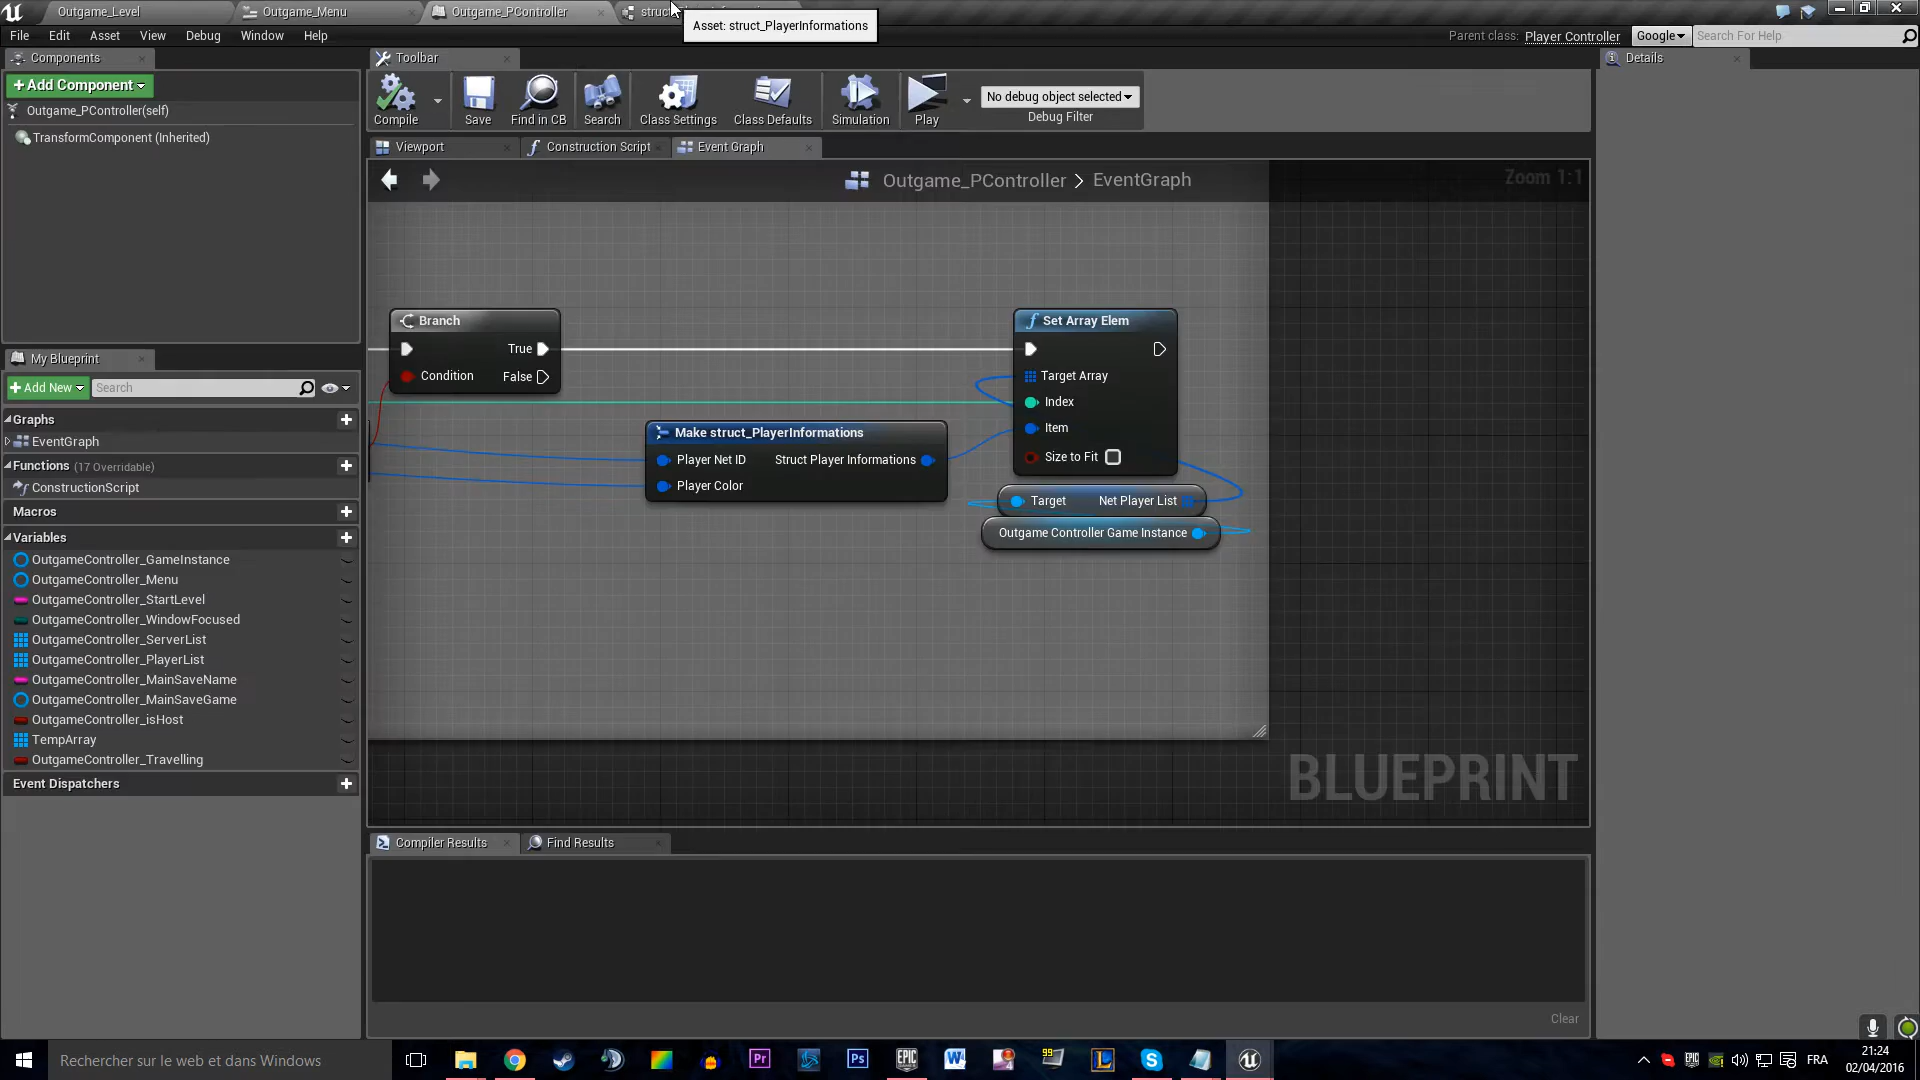 Outgame_Level
Outgame_Menu
Outgame_PController
Asset: struct_PlayerInformations
File Edit Asset View Debug Window Help
Parent class: Player Controller Google Search For Help
Components
Toolbar
Details
+Add Component
Outgame_PController(self)
TransformComponent (Inherited)
Compile
Save
Find in CB
Search
Class Settings
Class Defaults
Simulation
Play
No debug object selected
Debug Filter
Viewport
Construction Script
Event Graph
Outgame_PController > EventGraph
Zoom 1:1
Branch
True
Condition False
Set Array Elem
Target Array
Index
Item
Size to Fit
Make struct_PlayerInformations
Player Net ID Struct Player Informations
Player Color
Target Net Player List
Outgame Controller Game Instance
BLUEPRINT
My Blueprint
+Add New Search
Graphs
EventGraph
Functions (17 Overridable)
ConstructionScript
Macros
Variables
OutgameController_GameInstance
OutgameController_Menu
OutgameController_StartLevel
OutgameController_WindowFocused
OutgameController_ServerList
OutgameController_PlayerList
OutgameController_MainSaveName
OutgameController_MainSaveGame
OutgameController_isHost
TempArray
OutgameController_Travelling
Event Dispatchers
Compiler Results
Find Results
Clear
Rechercher sur le web et dans Windows
Pr
Ps
EPIC
99
FRA
21:24
02/04/2016